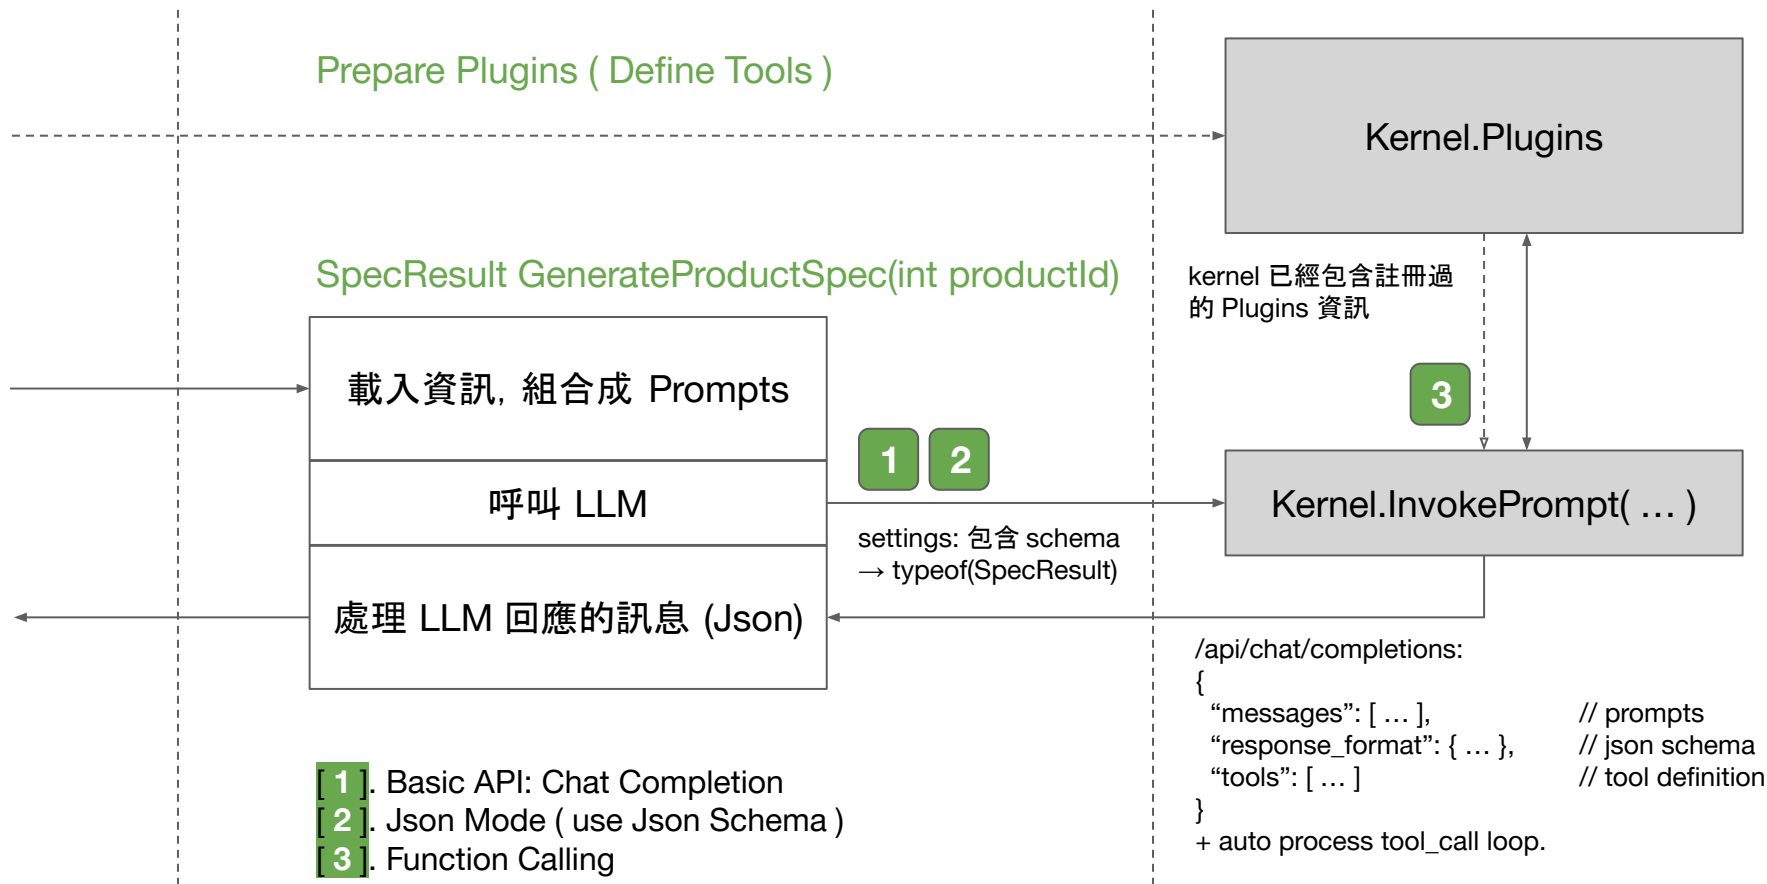 Prepare Plugins ( Define Tools )
Kernel.Plugins
SpecResult GenerateProductSpec(int productId)
kernel 已經包含註冊過
的 Plugins 資訊
載入資訊, 組合成 Prompts
3
1 2
呼叫 LLM
Kernel.InvokePrompt( … )
settings: 包含 schema
→ typeof(SpecResult)
處理 LLM 回應的訊息 (Json)
/api/chat/completions:
{
“messages”: [ … ], // prompts
“response_format”: { … }, // json schema
“tools”: [ … ] // tool definition
}
+ auto process tool_call loop.
[ 1 ]. Basic API: Chat Completion
[ 2 ]. Json Mode ( use Json Schema )
[ 3 ]. Function Calling